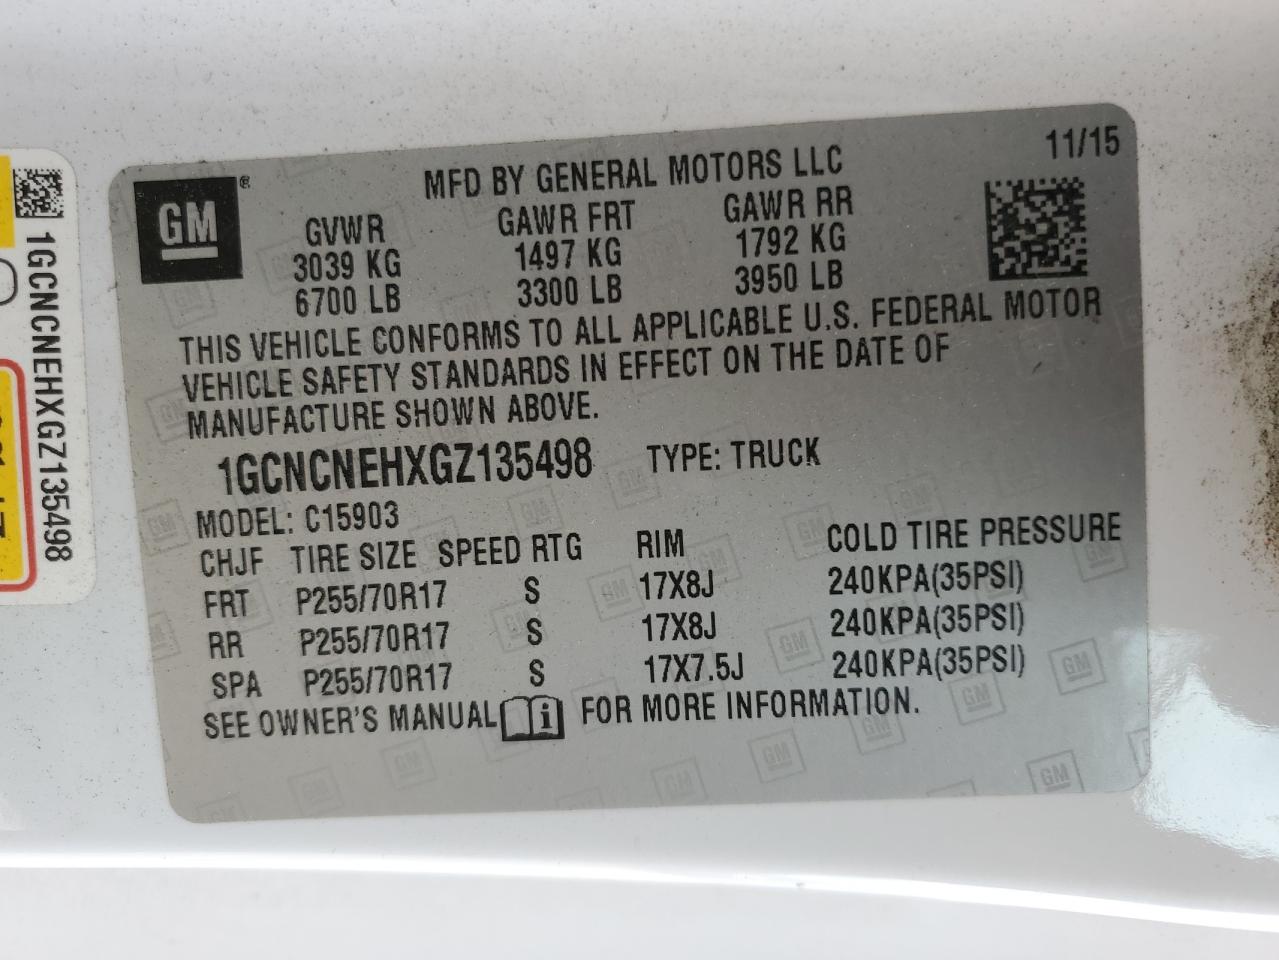 11/15
MFD BY GENERAL MOTORS LLC
GM®
GVWR GAWR FRT GAWR RR
3039 KG 1497 KG 1792 KG
6700 LB 3300 LB 3950 LB
THIS VEHICLE CONFORMS TO ALL APPLICABLE U.S. FEDERAL MOTOR
VEHICLE SAFETY STANDARDS IN EFFECT ON THE DATE OF
MANUFACTURE SHOWN ABOVE.
1GCNCNEHXGZ135498 TYPE: TRUCK
MODEL: C15903
CHJF TIRE SIZE SPEED RTG RIM COLD TIRE PRESSURE
FRT P255/70R17 S 17X8J 240KPA(35PSI)
RR P255/70R17 S 17X8J 240KPA(35PSI)
SPA P255/70R17 S 17X7.5J 240KPA(35PSI)
SEE OWNER'S MANUAL i FOR MORE INFORMATION.
1GCNCNEHXGZ135498